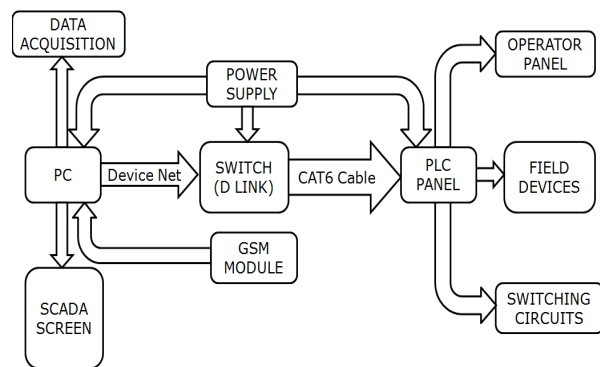 DATA
ACQUISITION
POWER
SUPPLY
OPERATOR
PANEL
PC
Device Net
SWITCH
(D LINK)
CAT6 Cable
PLC
PANEL
FIELD
DEVICES
GSM
MODULE
SCADA
SCREEN
SWITCHING
CIRCUITS